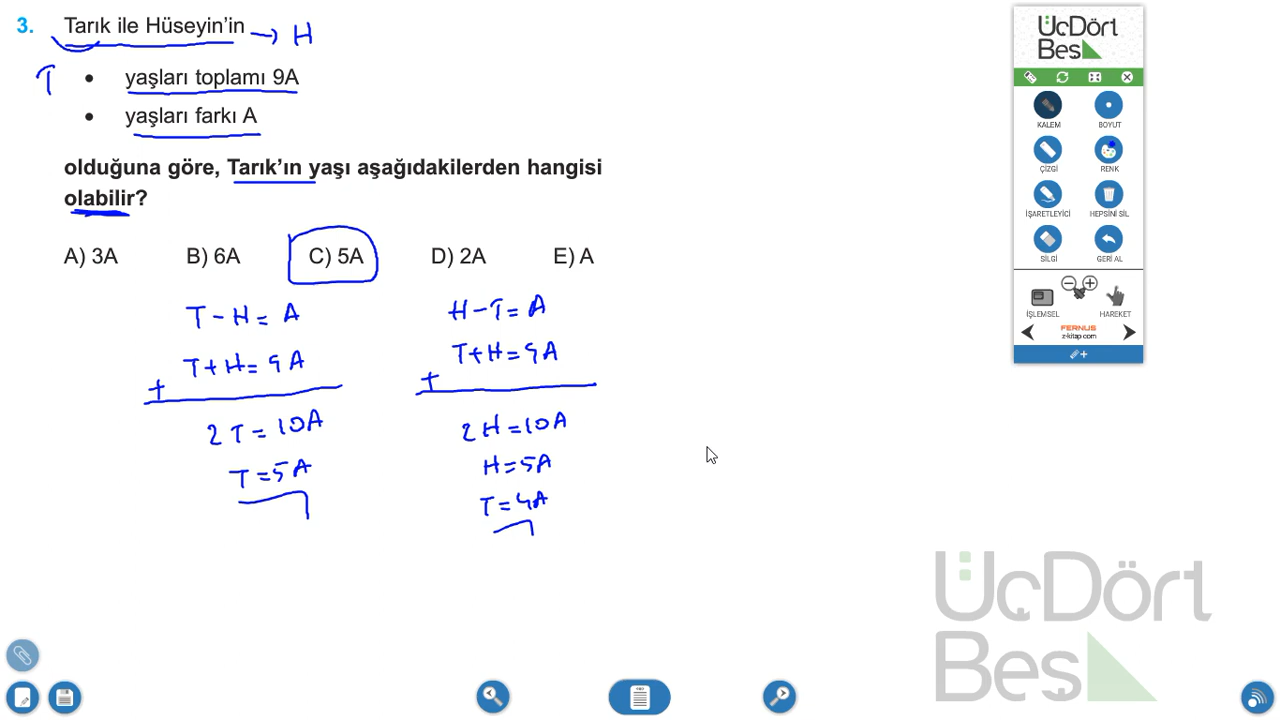 3. Tarık ile Hüseyin'in → H
T • yaşları toplamı 9A
• yaşları farkı A
olduğuna göre, Tarık'ın yaşı aşağıdakilerden hangisi
olabilir?
A) 3A B) 6A C) 5A D) 2A E) A
T - H = A
T + H = 9A
+
2T = 10A
T = 5A
H - T = A
T + H = 9A
+
2H = 10A
H = 5A
T = 4A
ÜçDört
Beş
KALEM BOYUT
ÇİZGİ RENK
İŞARETLEYİCİ HEPSİNİ SİL
SİLGİ GERİ AL
İŞLEMSEL HAREKET
FERNUS
z-kitap.com
ÜçDört
Beş